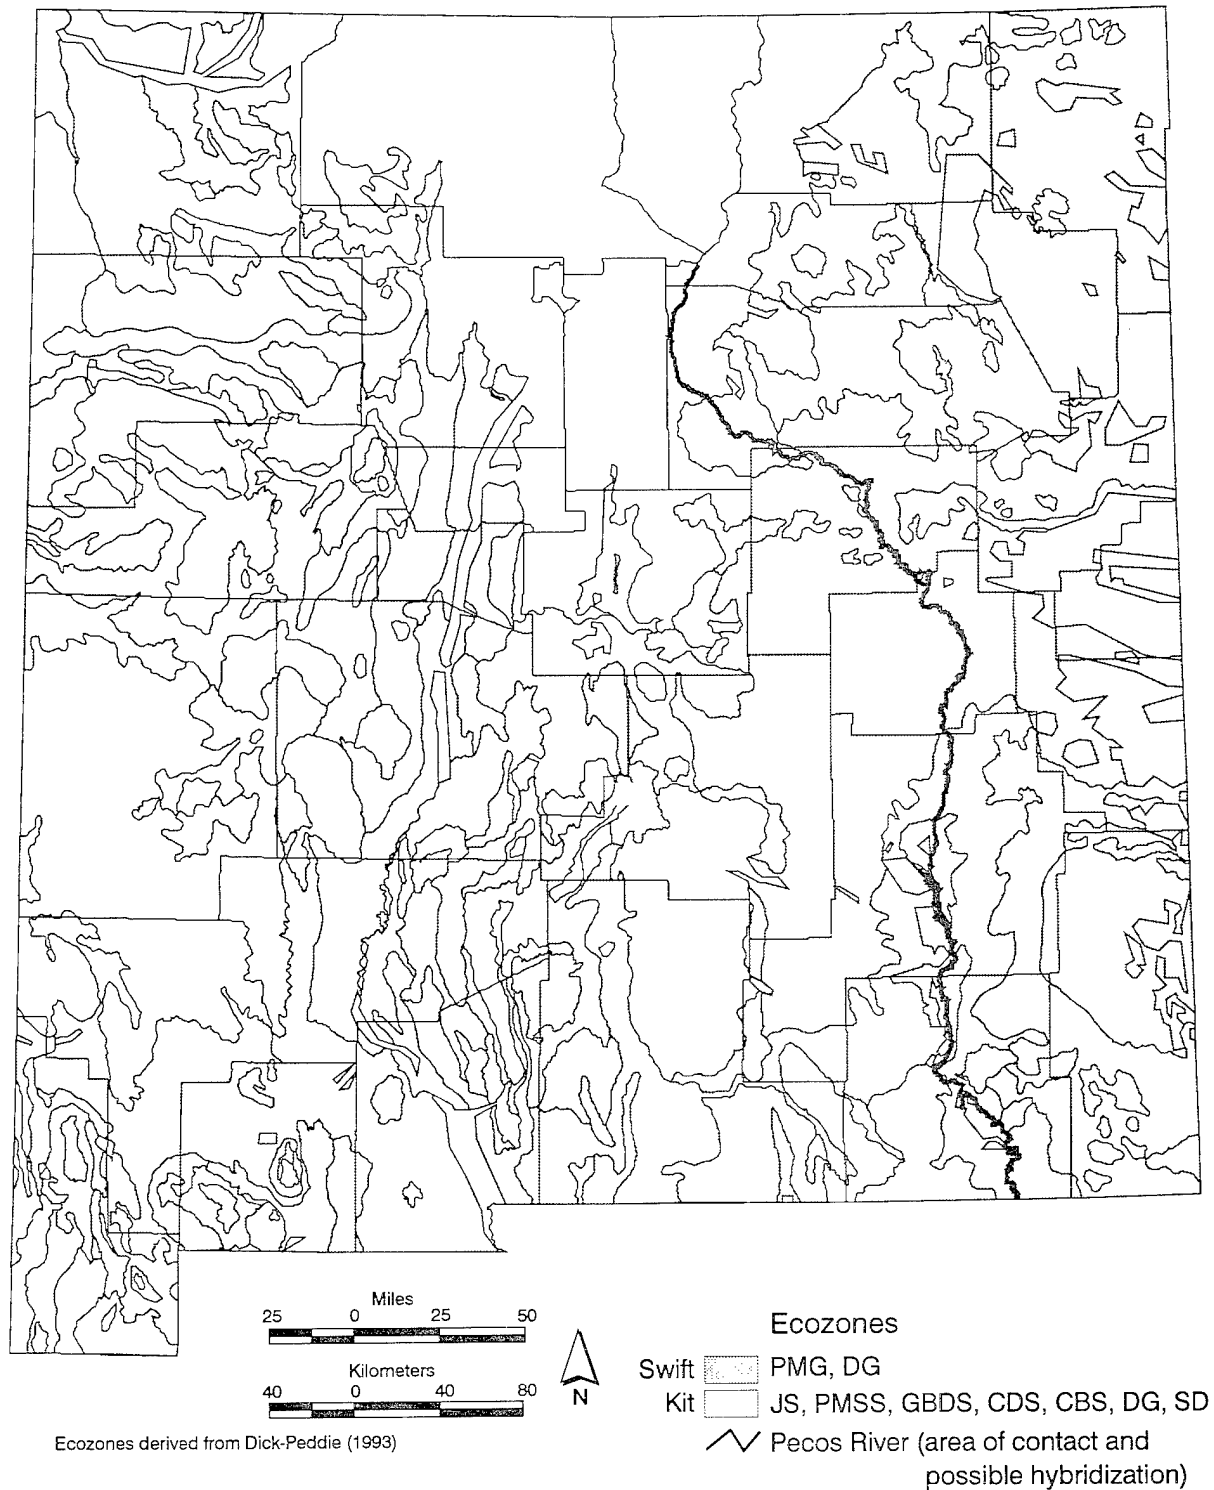 Miles
25 0 25 50
Kilometers
40 0 40 80
N
Ecozones derived from Dick-Peddie (1993)
Ecozones
Swift PMG, DG
Kit JS, PMSS, GBDS, CDS, CBS, DG, SD
Pecos River (area of contact and
possible hybridization)